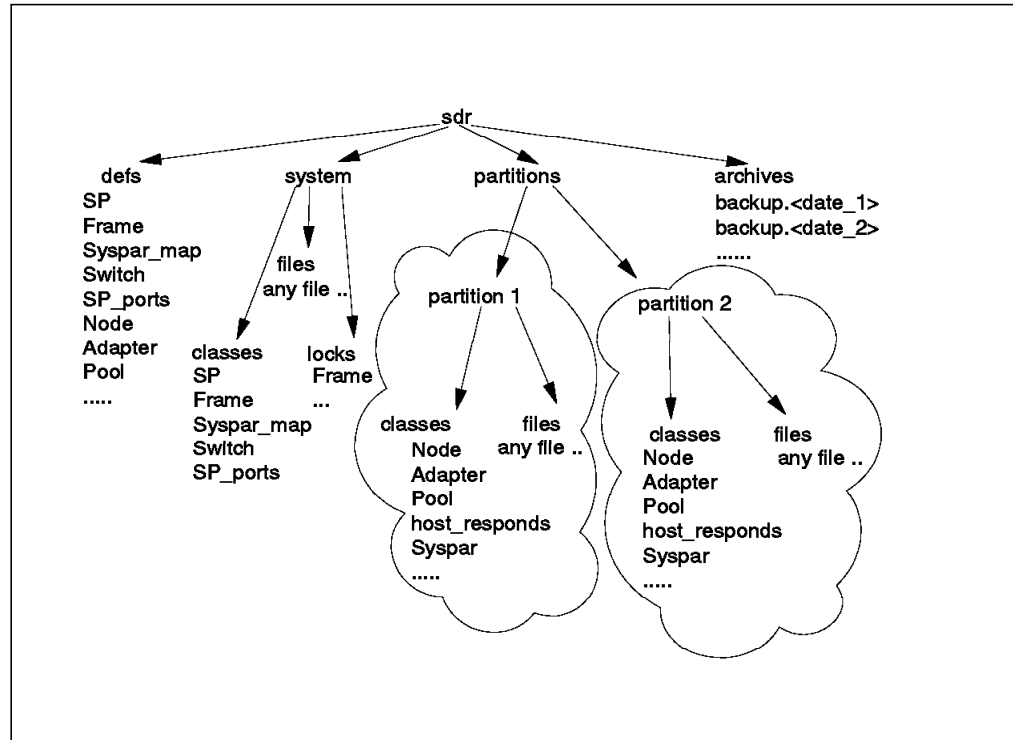 sdr
defs
SP
Frame
Syspar_map
Switch
SP_ports
Node
Adapter
Pool
.....
system
files
any file ..
classes
SP
Frame
Syspar_map
Switch
SP_ports
locks
Frame
...
partitions
partition 1
classes
Node
Adapter
Pool
host_responds
Syspar
.....
files
any file ..
partition 2
classes
Node
Adapter
Pool
host_responds
Syspar
.....
files
any file ..
archives
backup.<date_1>
backup.<date_2>
......